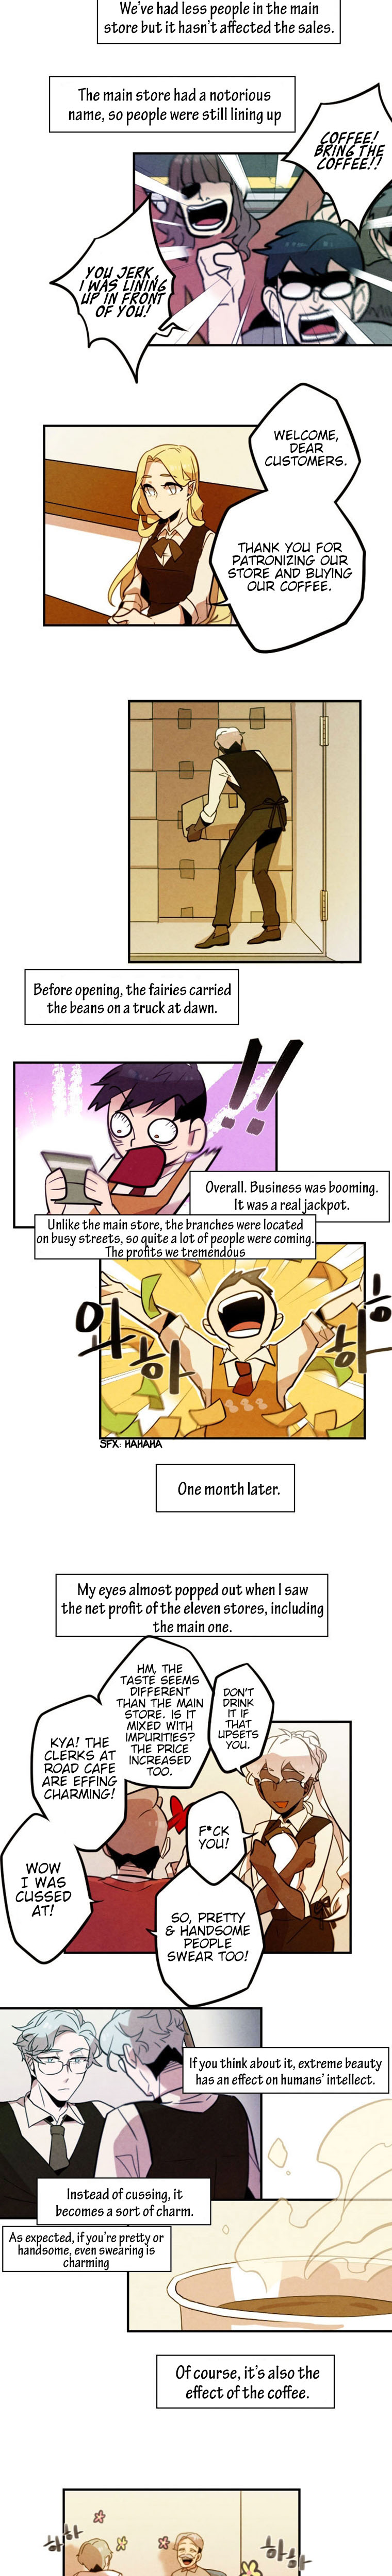 We've had less people in the main
store but it hasn't affected the sales.
The main store had a notorious
name, so people were still lining up
COFFEE!
BRING THE
COFFEE!!
YOU JERK,
I WAS LINING
UP IN FRONT
OF YOU!
WELCOME,
DEAR
CUSTOMERS.
THANK YOU FOR
PATRONIZING OUR
STORE AND BUYING
OUR COFFEE.
Before opening, the fairies carried
the beans on a truck at dawn.
!!
Overall. Business was booming.
It was a real jackpot.
Unlike the main store, the branches were located
on busy streets, so quite a lot of people were coming.
The profits we tremendous
와
하
하
하
SFX: HAHAHA
One month later.
My eyes almost popped out when I saw
the net profit of the eleven stores, including
the main one.
HM, THE
TASTE SEEMS
DIFFERENT
THAN THE MAIN
STORE. IS IT
MIXED WITH
IMPURITIES?
THE PRICE
INCREASED
TOO.
DON'T
DRINK
IT IF
THAT
UPSETS
YOU.
KYA! THE
CLERKS AT
ROAD CAFE
ARE EFFING
CHARMING!
F*CK
YOU!
WOW
I WAS
CUSSED
AT!
SO, PRETTY
& HANDSOME
PEOPLE
SWEAR TOO!
If you think about it, extreme beauty
has an effect on humans' intellect.
Instead of cussing, it
becomes a sort of charm.
As expected, if you're pretty or
handsome, even swearing is
charming
Of course, it's also the
effect of the coffee.
하하
하하